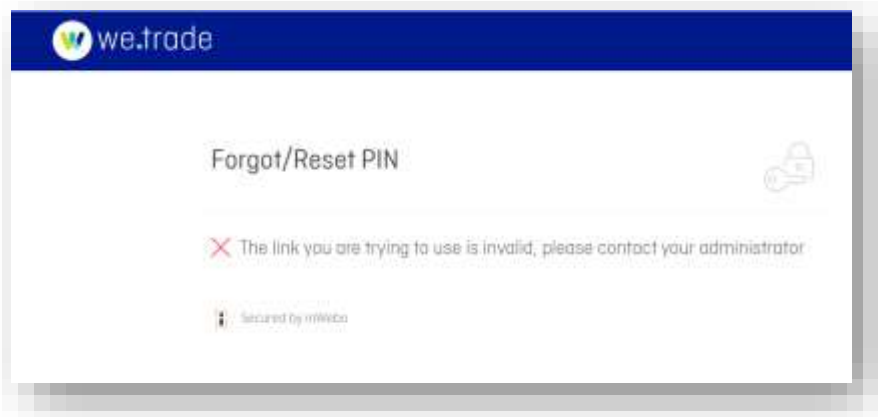 we.trade
Forgot/Reset PIN
The link you are trying to use is invalid, please contact your administrator
Secured by inWebo